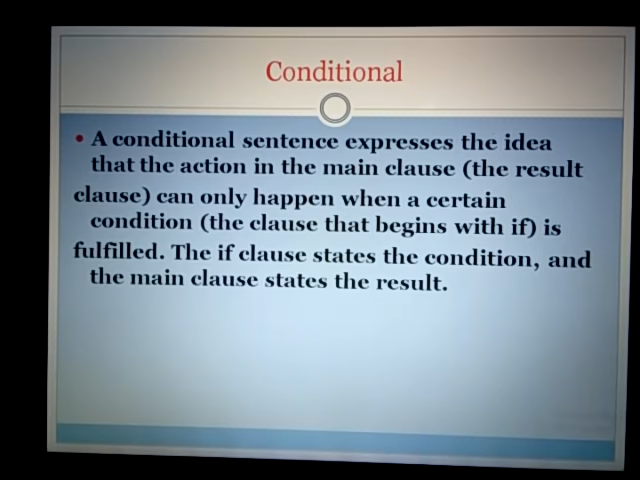 Conditional
• A conditional sentence expresses the idea
that the action in the main clause (the result
clause) can only happen when a certain
condition (the clause that begins with if) is
fulfilled. The if clause states the condition, and
the main clause states the result.